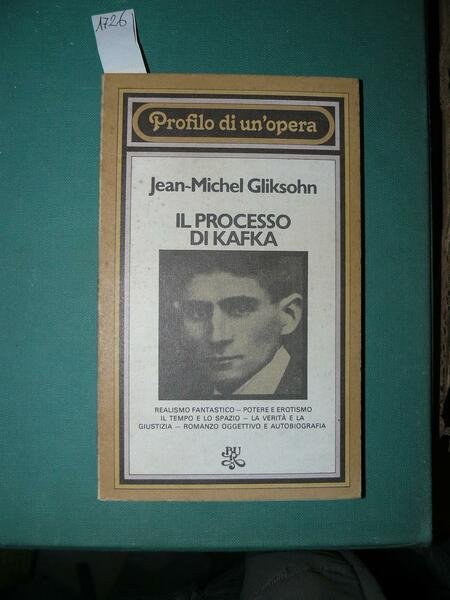 1726
Profilo di un'opera
Jean-Michel Gliksohn
IL PROCESSO
DI KAFKA
REALISMO FANTASTICO – POTERE E EROTISMO
IL TEMPO E LO SPAZIO – LA VERITÀ E LA
GIUSTIZIA – ROMANZO OGGETTIVO E AUTOBIOGRAFIA
BUR